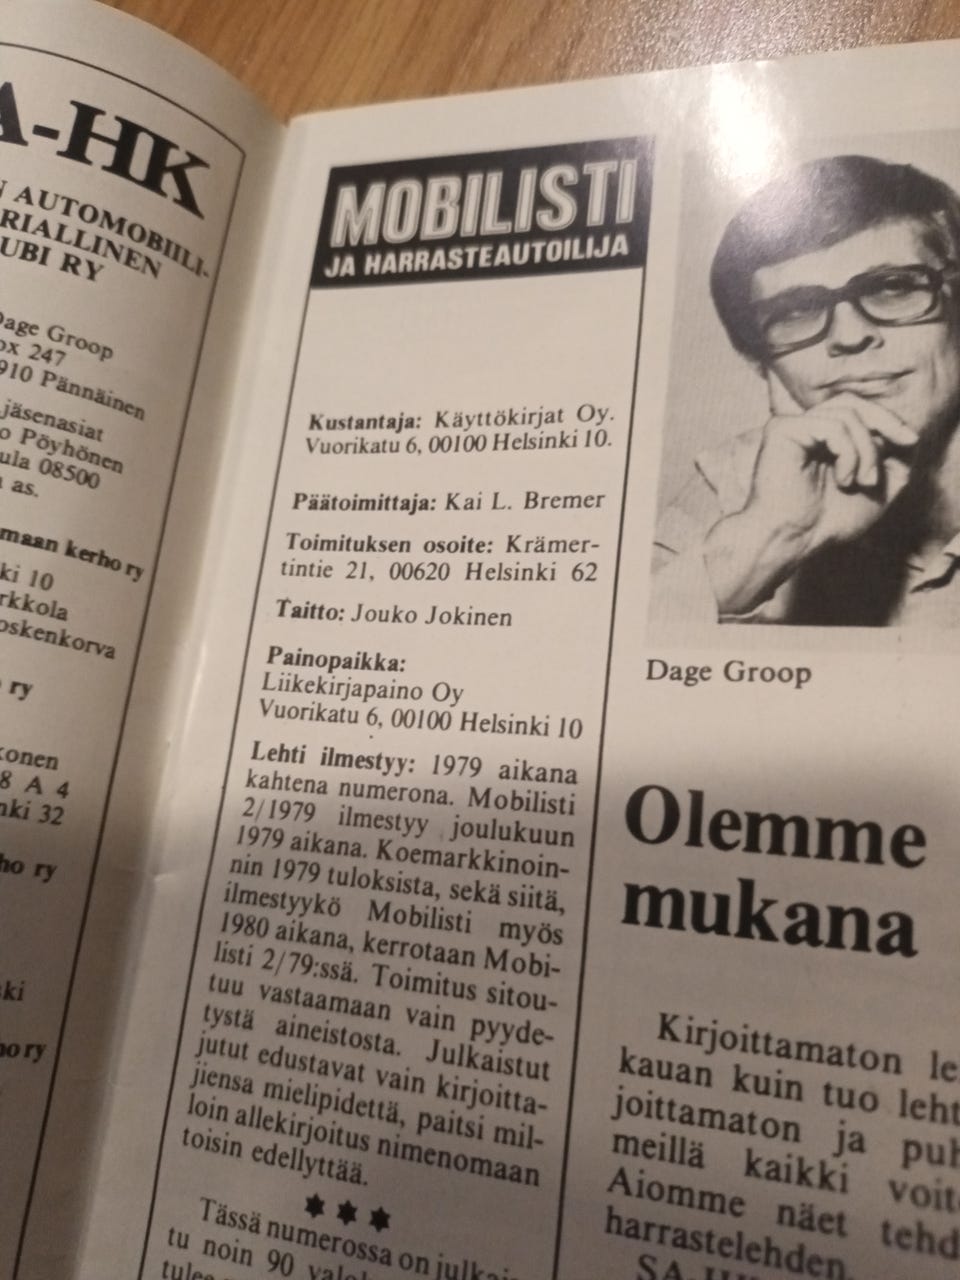 A-HK
N AUTOMOBIILI-
RIALLINEN
UBI RY
Dage Groop
ox 247
910 Pännäinen
jäsenasiat
o Pöyhönen
ula 08500
as.
maan kerho ry
ki 10
rkkola
oskenkorva
ry
konen
8 A 4
nki 32
ho ry
ki
ho ry
MOBILISTI
JA HARRASTEAUTOILIJA
Kustantaja: Käyttökirjat Oy.
Vuorikatu 6, 00100 Helsinki 10.
Päätoimittaja: Kai L. Bremer
Toimituksen osoite: Krämer-
tintie 21, 00620 Helsinki 62
Taitto: Jouko Jokinen
Painopaikka:
Liikekirjapaino Oy
Vuorikatu 6, 00100 Helsinki 10
Lehti ilmestyy: 1979 aikana
kahtena numerona. Mobilisti
2/1979 ilmestyy joulukuun
1979 aikana. Koemarkkinoin-
nin 1979 tuloksista, sekä siitä,
ilmestyykö Mobilisti myös
1980 aikana, kerrotaan Mobi-
listi 2/79:ssä. Toimitus sitou-
tuu vastaamaan vain pyyde-
tystä aineistosta. Julkaistut
jutut edustavat vain kirjoitta-
jiensa mielipidettä, paitsi mil-
loin allekirjoitus nimenomaan
toisin edellyttää.
Tässä numerossa on julkai
tu noin 90 valo
tulee
Dage Groop
Olemme
mukana
Kirjoittamaton le
kauan kuin tuo leht
joittamaton ja puh
meillä kaikki voit
Aiomme näet tehd
harrastelehden